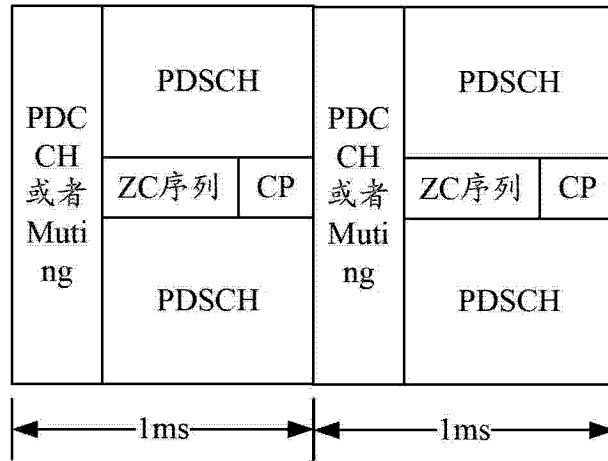 PDC
CH
或者
Muti
ng
PDSCH
ZC序列
CP
PDSCH
PDC
CH
或者
Muti
ng
PDSCH
ZC序列
CP
PDSCH
1ms
1ms